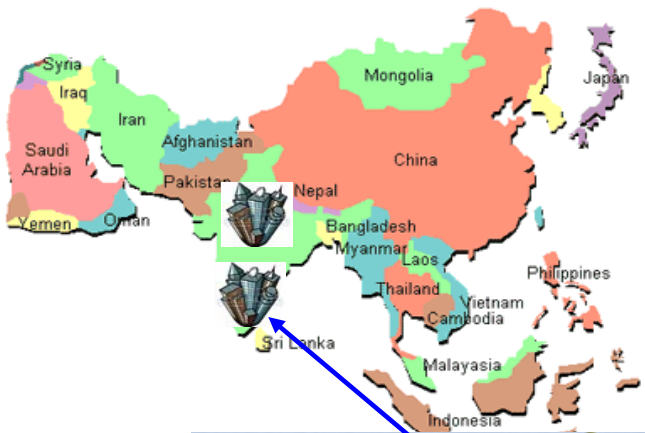 Syria
Iraq
Iran
Saudi
Arabia
Yemen
Oman
Afghanistan
Pakistan
Nepal
Mongolia
China
Japan
Bangladesh
Myanmar
Laos
Thailand
Vietnam
Cambodia
Philippines
Sri Lanka
Malayasia
Indonesia